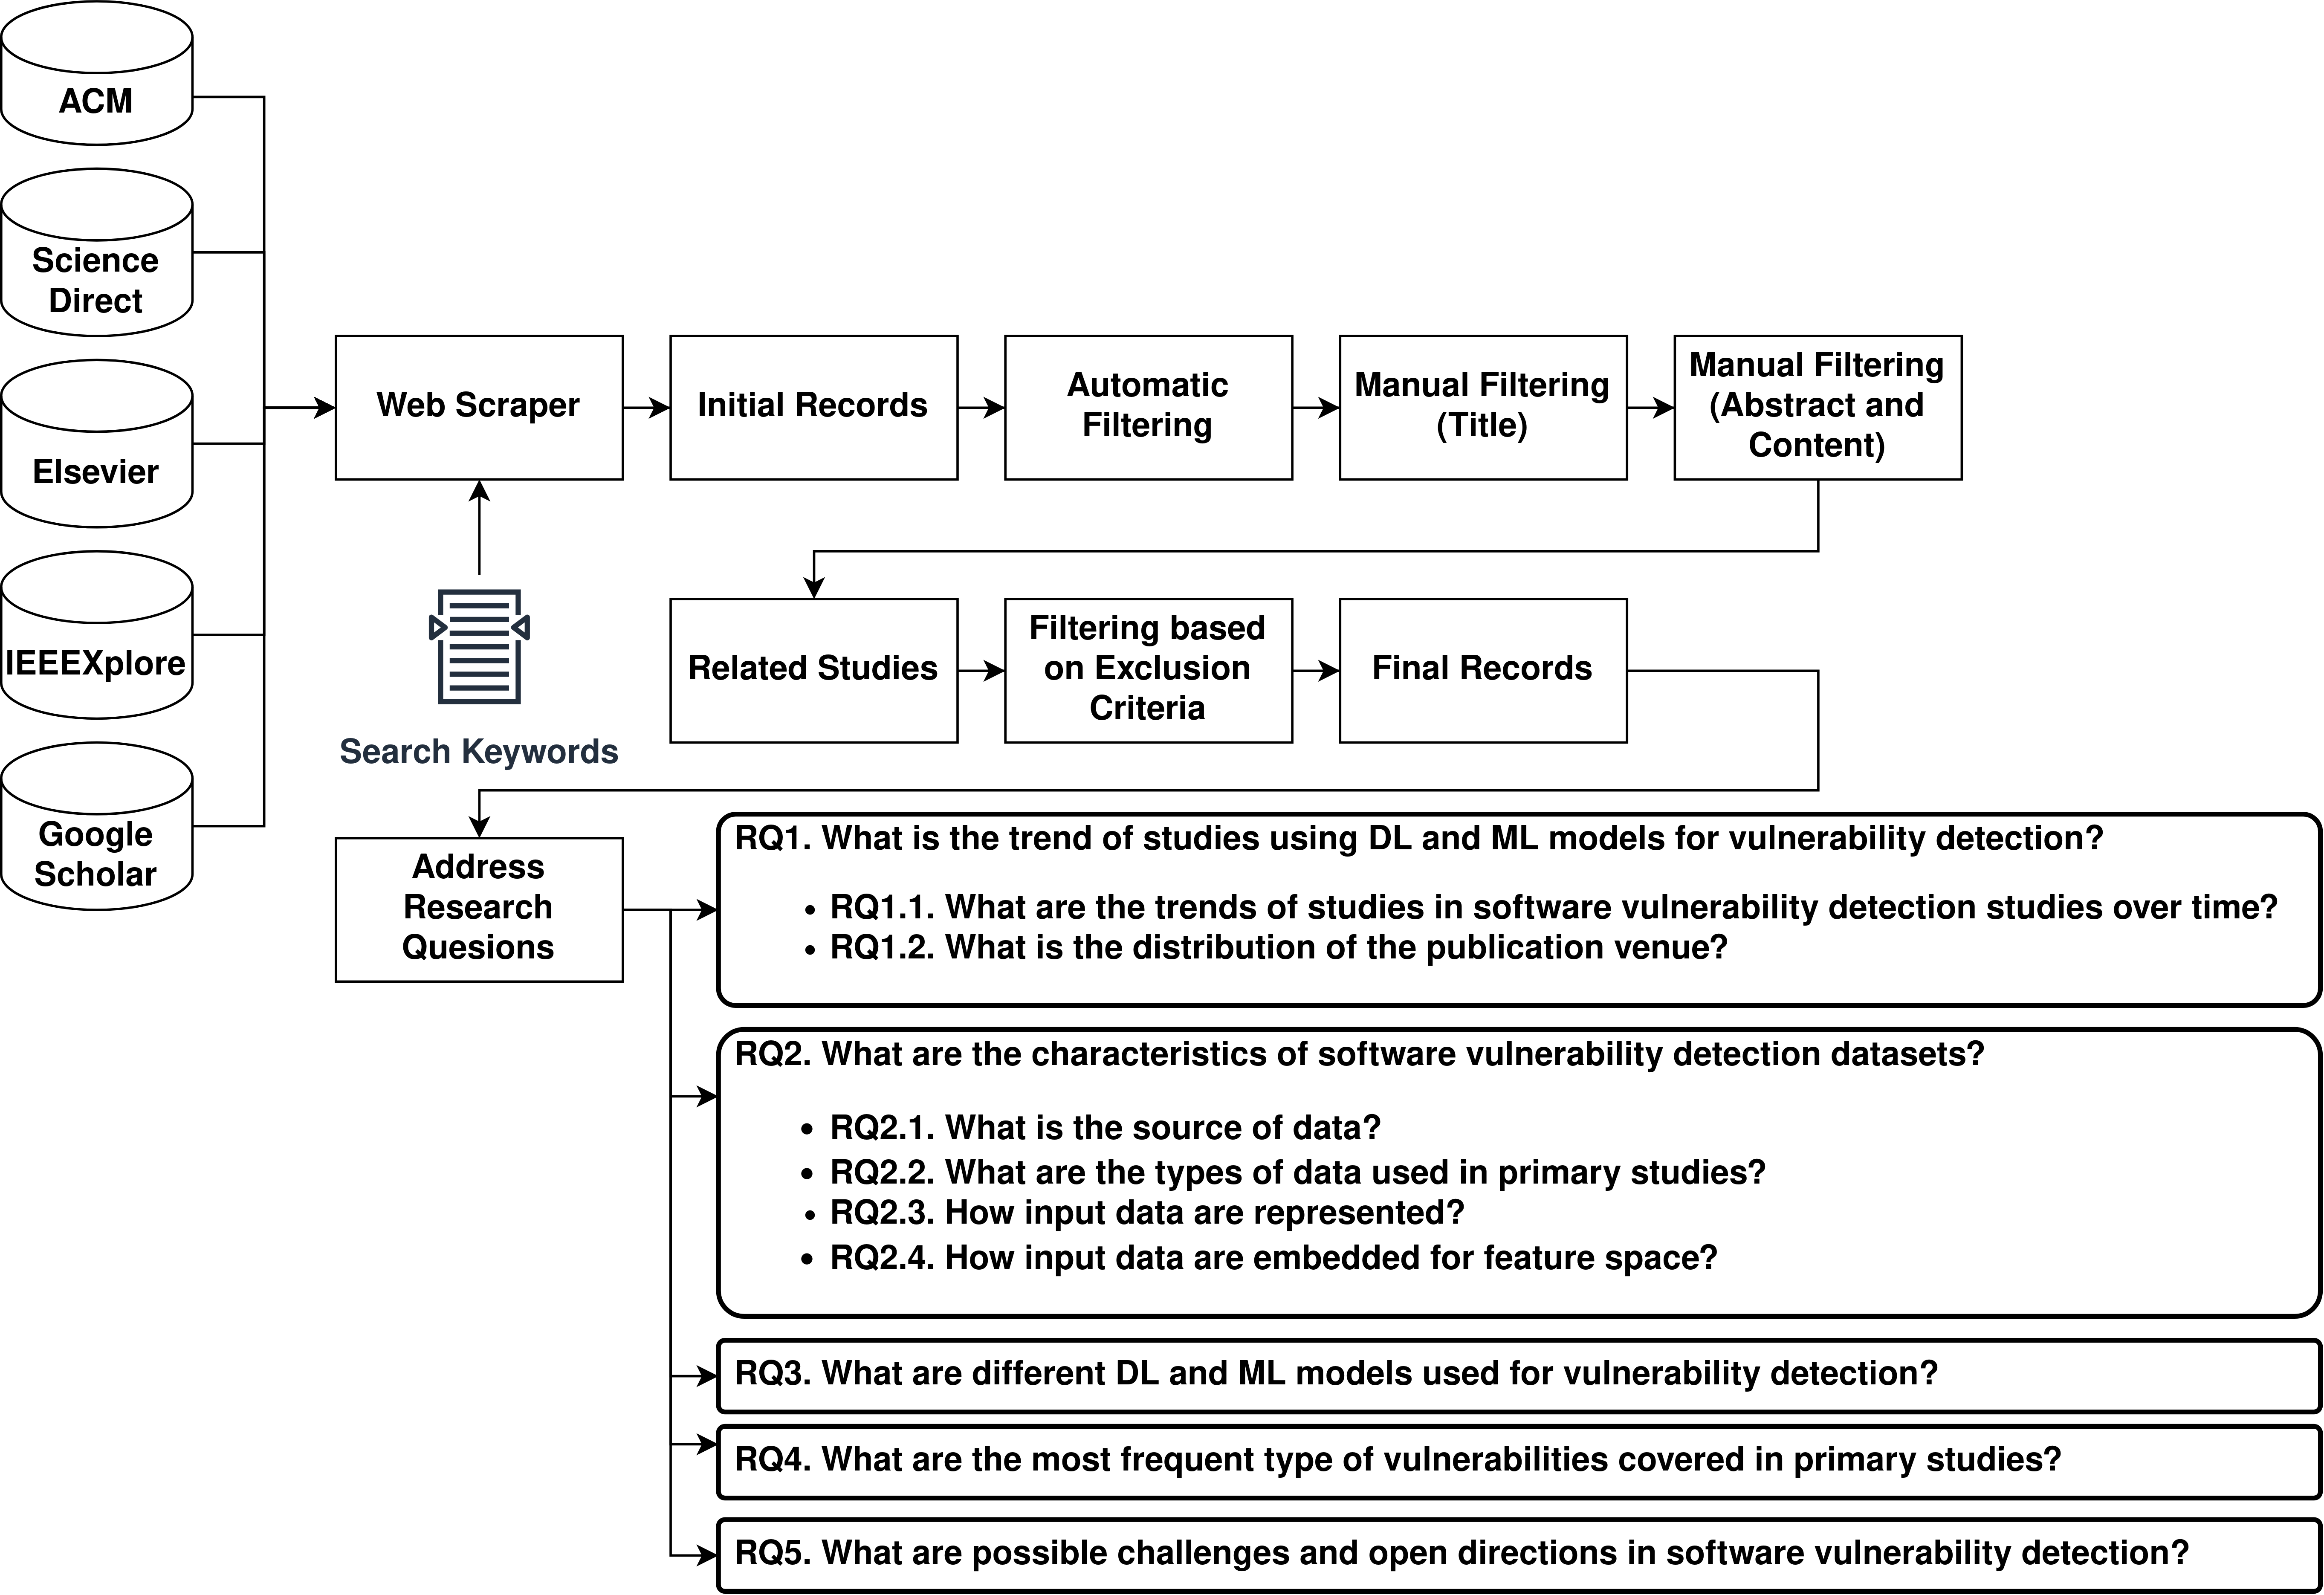 ACM
Science
Direct
Elsevier
IEEEXplore
Google
Scholar
Web Scraper
Initial Records
Automatic
Filtering
Manual Filtering
(Title)
Manual Filtering
(Abstract and
Content)
Search Keywords
Related Studies
Filtering based
on Exclusion
Criteria
Final Records
Address
Research
Quesions
RQ1. What is the trend of studies using DL and ML models for vulnerability detection?
• RQ1.1. What are the trends of studies in software vulnerability detection studies over time?
• RQ1.2. What is the distribution of the publication venue?
RQ2. What are the characteristics of software vulnerability detection datasets?
• RQ2.1. What is the source of data?
• RQ2.2. What are the types of data used in primary studies?
• RQ2.3. How input data are represented?
• RQ2.4. How input data are embedded for feature space?
RQ3. What are different DL and ML models used for vulnerability detection?
RQ4. What are the most frequent type of vulnerabilities covered in primary studies?
RQ5. What are possible challenges and open directions in software vulnerability detection?